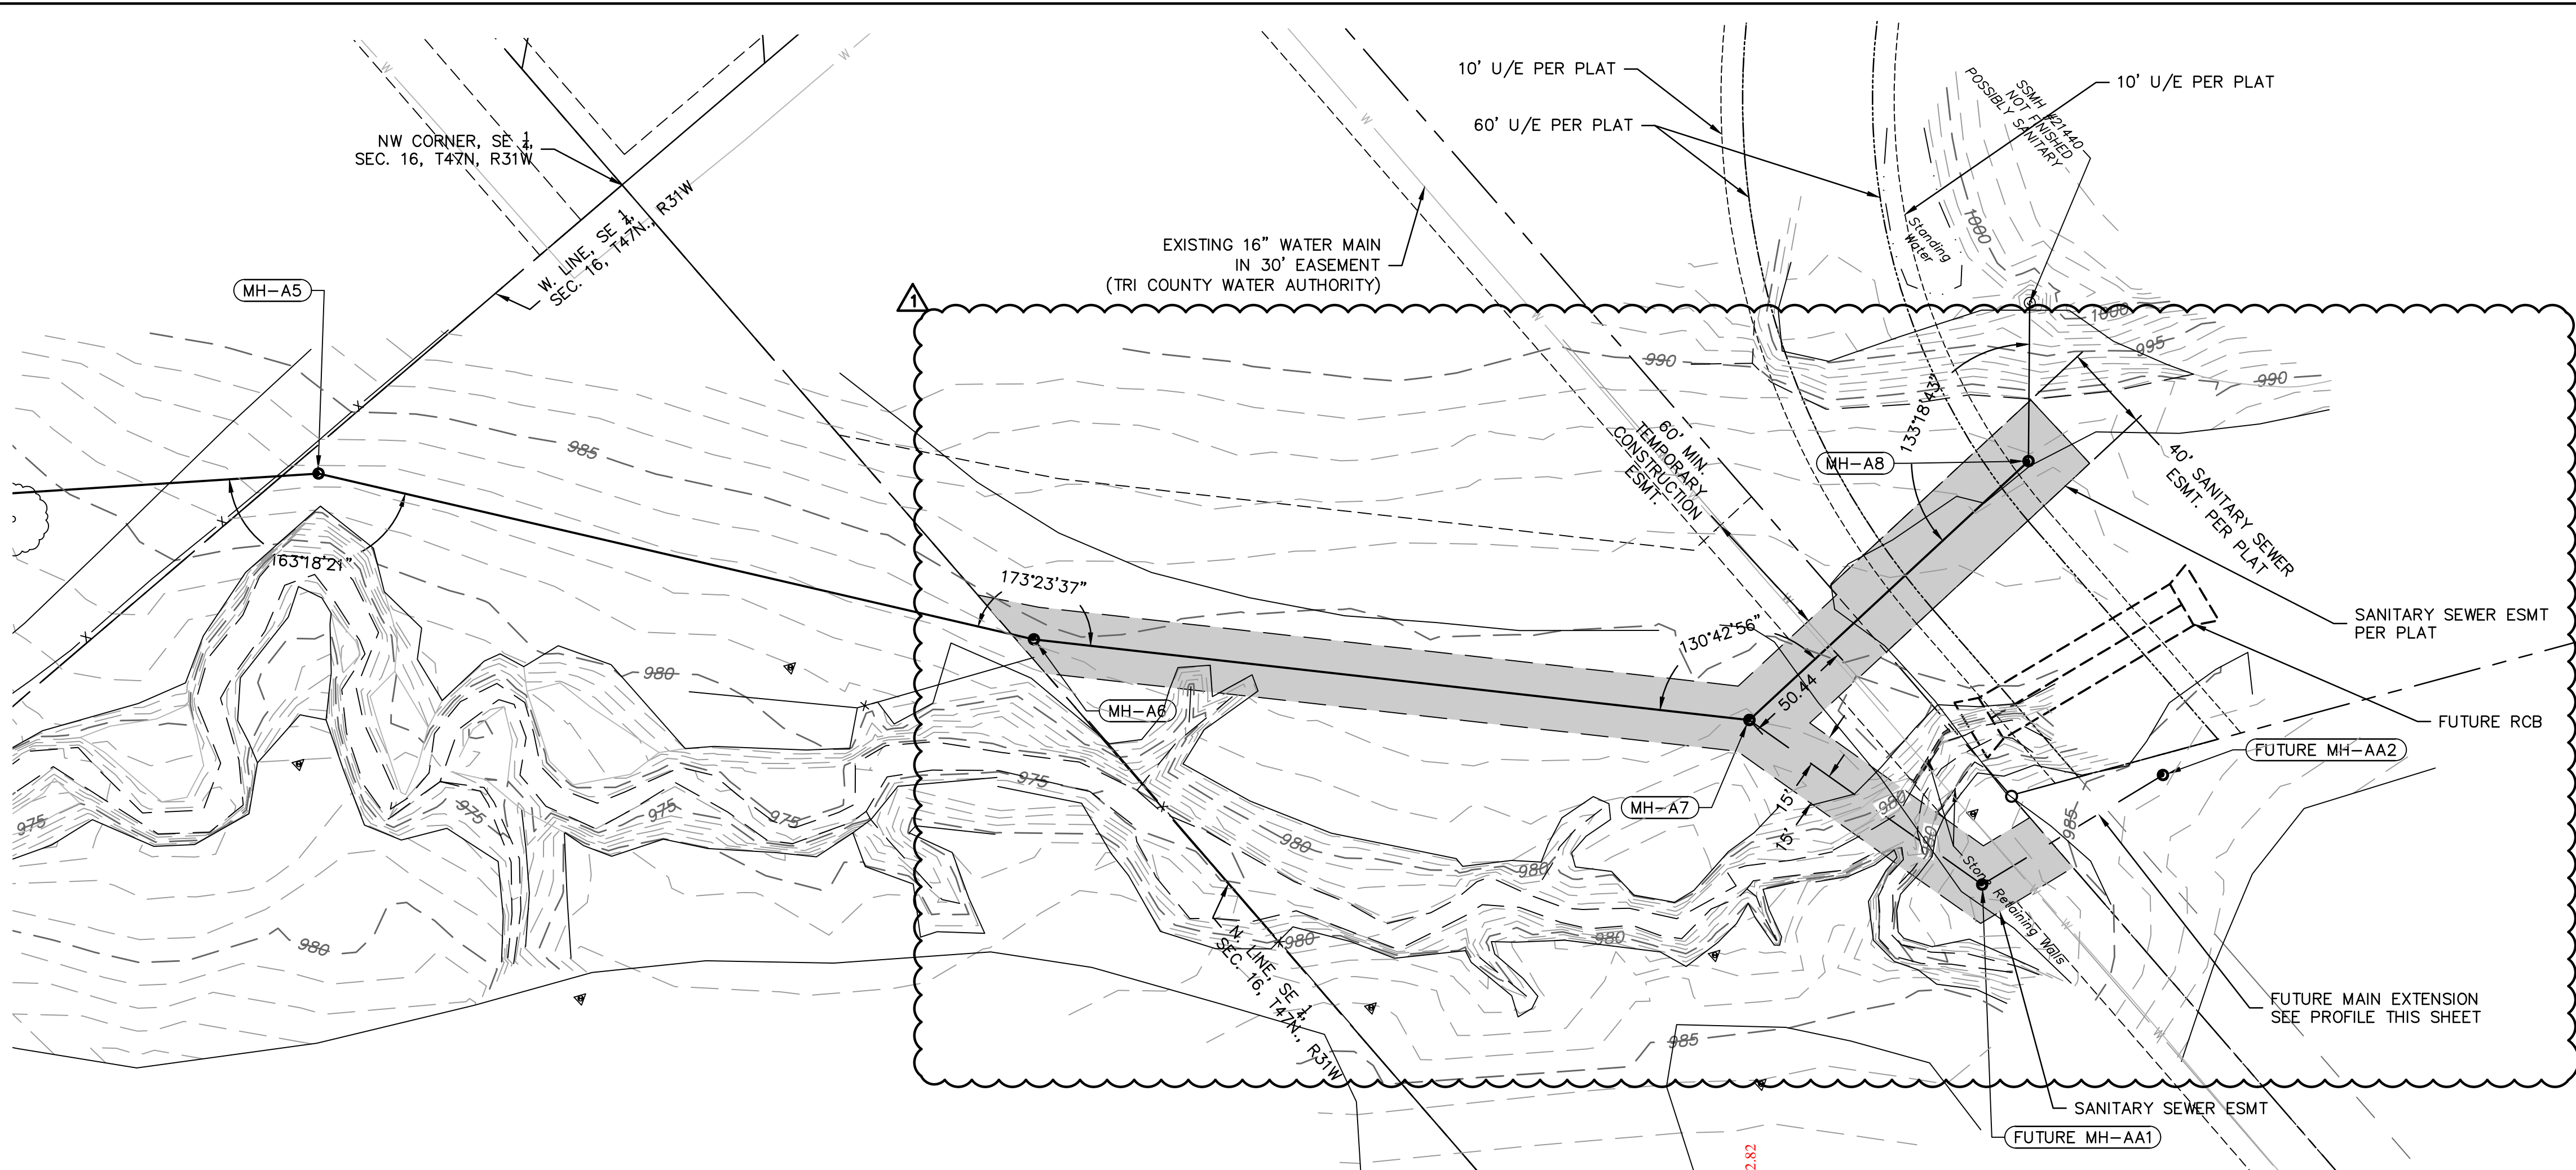 10' U/E PER PLAT
60' U/E PER PLAT
10' U/E PER PLAT
SSMH #21440
NOT FINISHED
POSSIBLY SANITARY
NW CORNER, SE 1/4,
SEC. 16, T47N, R31W
W. LINE, SE 1/4,
SEC. 16, T47N., R31W
EXISTING 16" WATER MAIN
IN 30' EASEMENT
(TRI COUNTY WATER AUTHORITY)
Standing
Water
1000
MH-A5
1
1000
995
990
990
985
133°18'43"
60' MIN.
TEMPORARY
CONSTRUCTION
ESMT.
MH-A8
40' SANITARY SEWER
ESMT. PER
PLAT
163°18'21"
173°23'37"
130°42'56"
SANITARY SEWER ESMT
PER PLAT
980
MH-A6
50.44
FUTURE RCB
FUTURE MH-AA2
975
MH-A7
15'
15'
980
975
975
975
975
980
980
980
985
Stone Retaining Walls
980
980
980
N. LINE, SE 1/4,
SEC. 16, T47N., R31W
985
FUTURE MAIN EXTENSION
SEE PROFILE THIS SHEET
SANITARY SEWER ESMT
FUTURE MH-AA1
2.82
W
W
W
W
W
W
W
W
X
X
X
X
X
X